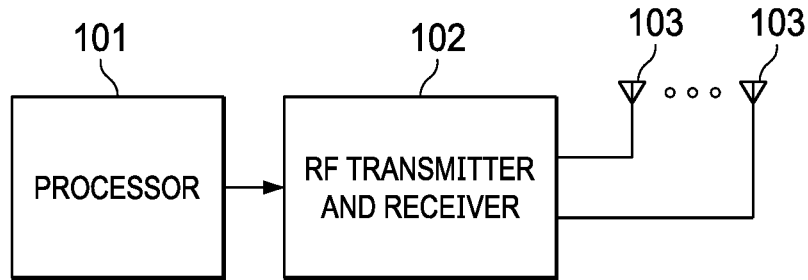 101
102
103
103
PROCESSOR
RF TRANSMITTER
AND RECEIVER